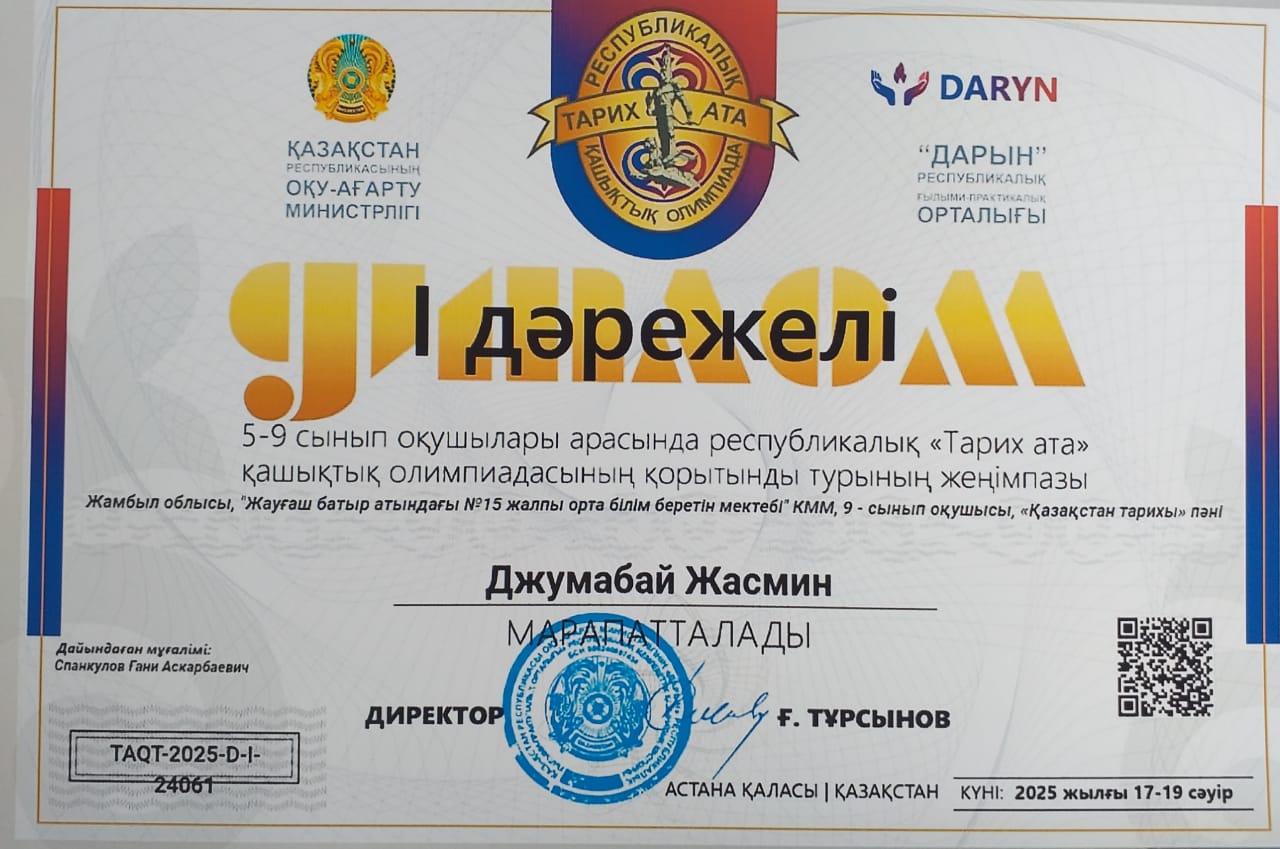 ҚАЗАҚСТАН
РЕСПУБЛИКАСЫНЫҢ
ОҚУ-АҒАРТУ
МИНИСТРЛІГІ
РЕСПУБЛИКАЛЫҚ
ТАРИХ АТА
ҚАШЫҚТЫҚ ОЛИМПИАДА
DARYN
“ДАРЫН”
РЕСПУБЛИКАЛЫҚ
ҒЫЛЫМИ-ПРАКТИКАЛЫҚ
ОРТАЛЫҒЫ
ДИПЛОМ
І дәрежелі
5-9 сынып оқушылары арасында республикалық «Тарих ата»
қашықтық олимпиадасының қорытынды турының жеңімпазы
Жамбыл облысы, "Жауғаш батыр атындағы №15 жалпы орта білім беретін мектебі" КММ, 9 - сынып оқушысы, «Қазақстан тарихы» пәні
Джумабай Жасмин
МАРАПАТТАЛАДЫ
Дайындаған мұғалімі:
Спанкулов Ғани Аскарбаевич
ДИРЕКТОР Ғ. ТҰРСЫНОВ
TAQT-2025-D-I-
24061
АСТАНА ҚАЛАСЫ | ҚАЗАҚСТАН
КҮНІ: 2025 жылғы 17-19 сәуір